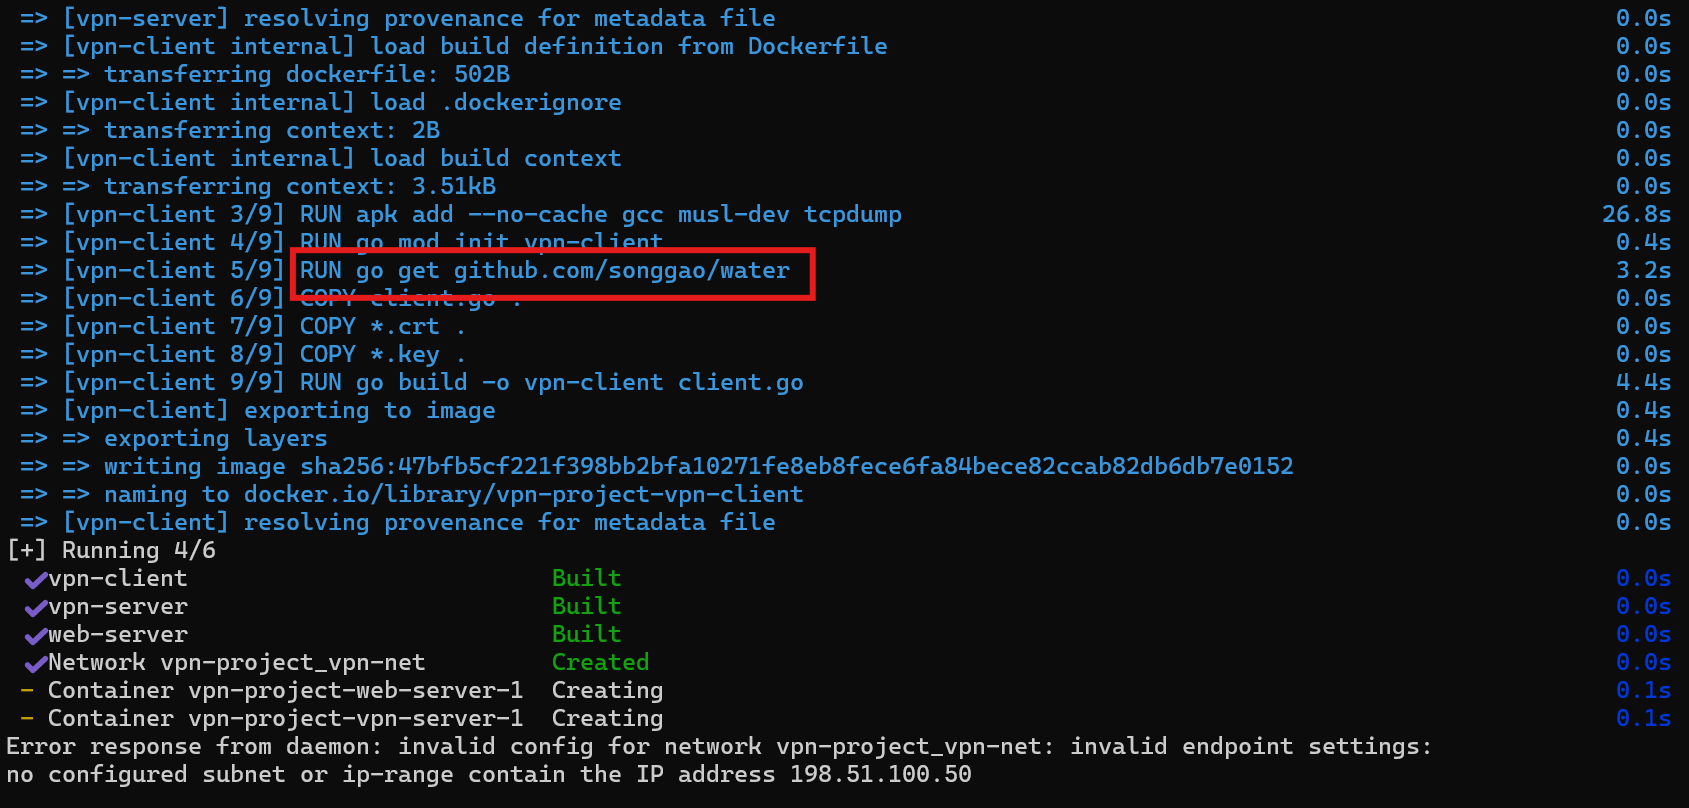 => [vpn-server] resolving provenance for metadata file 0.0s
=> [vpn-client internal] load build definition from Dockerfile 0.0s
=> => transferring dockerfile: 502B 0.0s
=> [vpn-client internal] load .dockerignore 0.0s
=> => transferring context: 2B 0.0s
=> [vpn-client internal] load build context 0.0s
=> => transferring context: 3.51kB 0.0s
=> [vpn-client 3/9] RUN apk add --no-cache gcc musl-dev tcpdump 26.8s
=> [vpn-client 4/9] RUN go mod init vpn-client 0.4s
=> [vpn-client 5/9] RUN go get github.com/songgao/water 3.2s
=> [vpn-client 6/9] COPY client.go . 0.0s
=> [vpn-client 7/9] COPY *.crt . 0.0s
=> [vpn-client 8/9] COPY *.key . 0.0s
=> [vpn-client 9/9] RUN go build -o vpn-client client.go 4.4s
=> [vpn-client] exporting to image 0.4s
=> => exporting layers 0.4s
=> => writing image sha256:47bfb5cf221f398bb2bfa10271fe8eb8fece6fa84bece82ccab82db6db7e0152 0.0s
=> => naming to docker.io/library/vpn-project-vpn-client 0.0s
=> [vpn-client] resolving provenance for metadata file 0.0s
[+] Running 4/6
✔vpn-client Built 0.0s
✔vpn-server Built 0.0s
✔web-server Built 0.0s
✔Network vpn-project_vpn-net Created 0.0s
- Container vpn-project-web-server-1 Creating 0.1s
- Container vpn-project-vpn-server-1 Creating 0.1s
Error response from daemon: invalid config for network vpn-project_vpn-net: invalid endpoint settings:
no configured subnet or ip-range contain the IP address 198.51.100.50